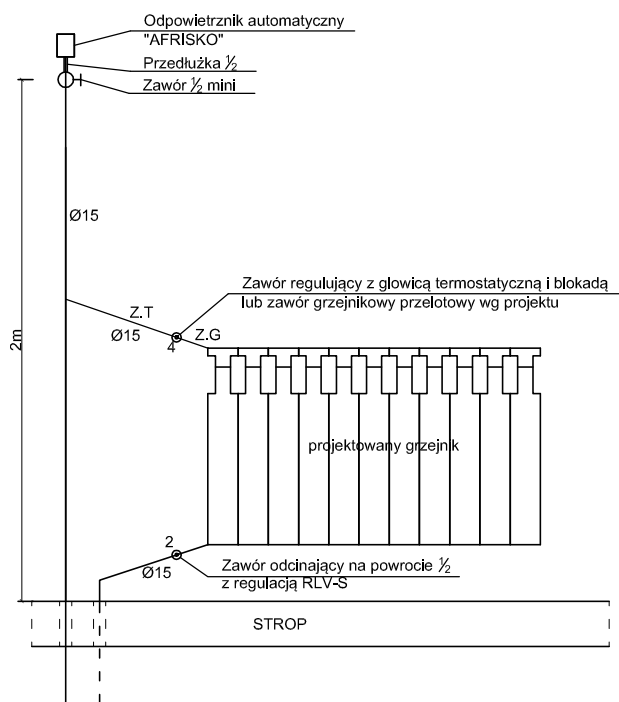 Odpowietrznik automatyczny
"AFRISKO"
Przedłużka ½
Zawór ½ mini
Ø15
Zawór regulujący z glowicą termostatyczną i blokadą
lub zawór grzejnikowy przelotowy wg projektu
Z.T
Ø15
4
Z.G
2m
projektowany grzejnik
2
Ø15
Zawór odcinający na powrocie ½
z regulacją RLV-S
STROP